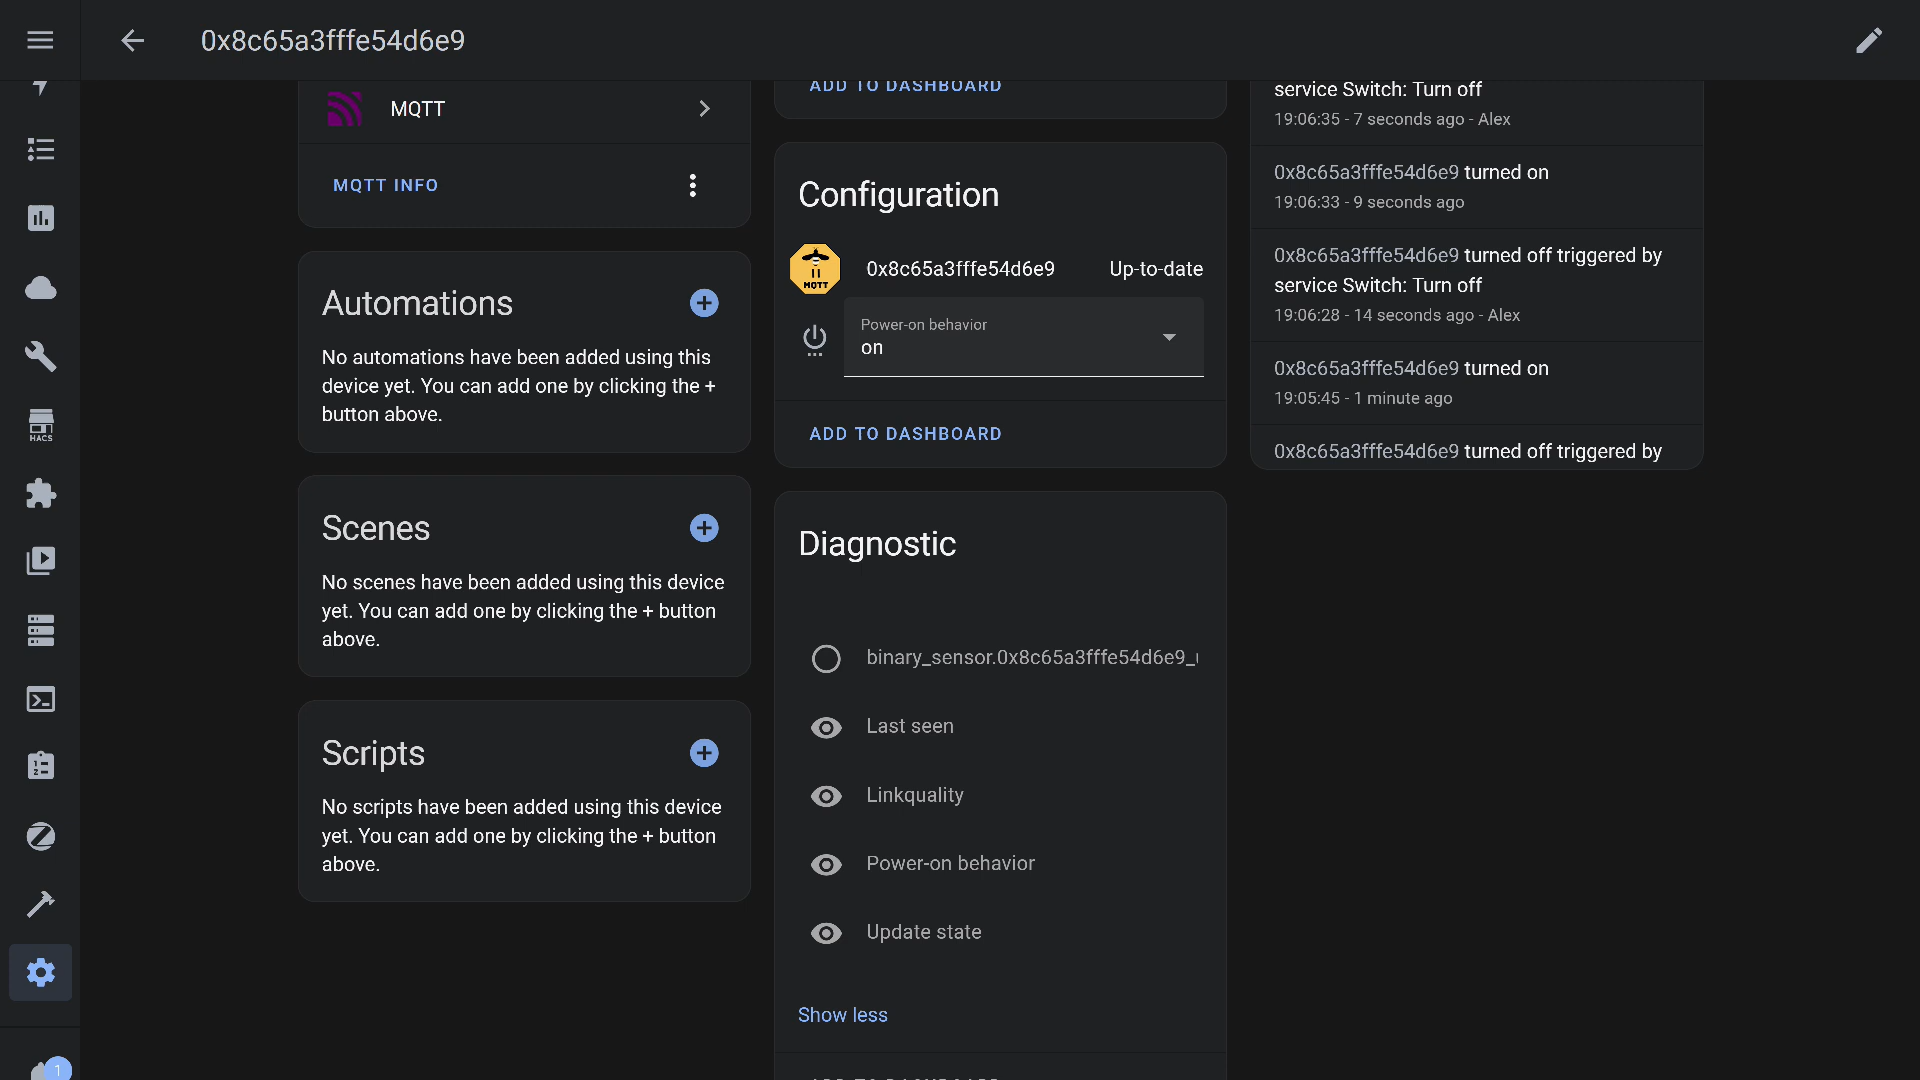 0x8c65a3fffe54d6e9
MQTT
MQTT INFO
Automations
No automations have been added using this
device yet. You can add one by clicking the +
button above.
Scenes
No scenes have been added using this device
yet. You can add one by clicking the + button
above.
Scripts
No scripts have been added using this device
yet. You can add one by clicking the + button
above.
ADD TO DASHBOARD
Configuration
MQTT
0x8c65a3fffe54d6e9 Up-to-date
Power-on behavior
on
ADD TO DASHBOARD
Diagnostic
binary_sensor.0x8c65a3fffe54d6e9_
Last seen
Linkquality
Power-on behavior
Update state
Show less
ADD TO DASHBOARD
service Switch: Turn off
19:06:35 - 7 seconds ago - Alex
0x8c65a3fffe54d6e9 turned on
19:06:33 - 9 seconds ago
0x8c65a3fffe54d6e9 turned off triggered by
service Switch: Turn off
19:06:28 - 14 seconds ago - Alex
0x8c65a3fffe54d6e9 turned on
19:05:45 - 1 minute ago
0x8c65a3fffe54d6e9 turned off triggered by
HACS
1